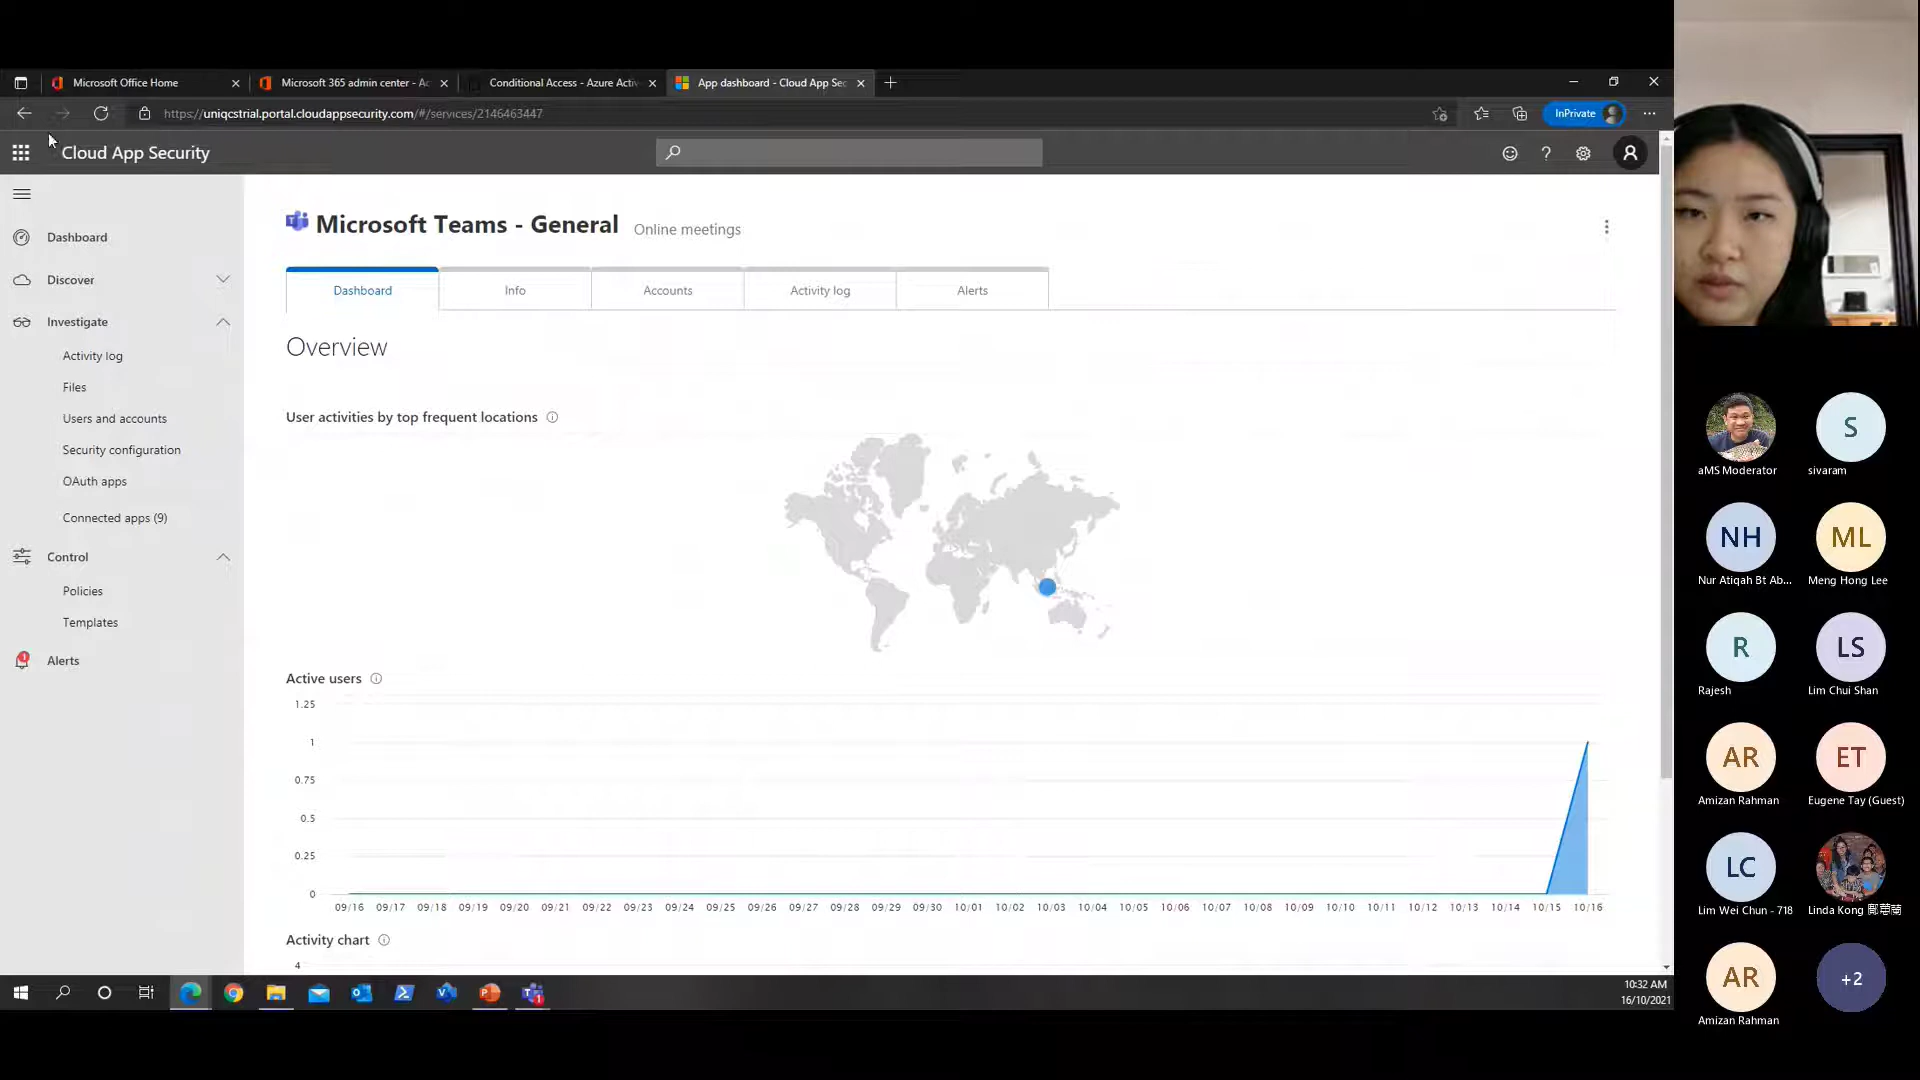 Microsoft Office Home
Microsoft 365 admin center - Ac
Conditional Access - Azure Activ
App dashboard - Cloud App Sec
https://uniqcstrial.portal.cloudappsecurity.com/#/services/2146463447
InPrivate
Cloud App Security
Dashboard
Discover
Investigate
Activity log
Files
Users and accounts
Security configuration
OAuth apps
Connected apps (9)
Control
Policies
Templates
1
Alerts
Microsoft Teams - General Online meetings
Dashboard Info Accounts Activity log Alerts
Overview
User activities by top frequent locations
Active users
1.25
1
0.75
0.5
0.25
0
09/16 09/17 09/18 09/19 09/20 09/21 09/22 09/23 09/24 09/25 09/26 09/27 09/28 09/29 09/30 10/01 10/02 10/03 10/04 10/05 10/06 10/07 10/08 10/09 10/10 10/11 10/12 10/13 10/14 10/15 10/16
Activity chart
4
10:32 AM
16/10/2021
aMS Moderator
S
sivaram
NH
Nur Atiqah Bt Ab...
ML
Meng Hong Lee
R
Rajesh
LS
Lim Chui Shan
AR
Amizan Rahman
ET
Eugene Tay (Guest)
LC
Lim Wei Chun - 718
Linda Kong
AR
Amizan Rahman
+2